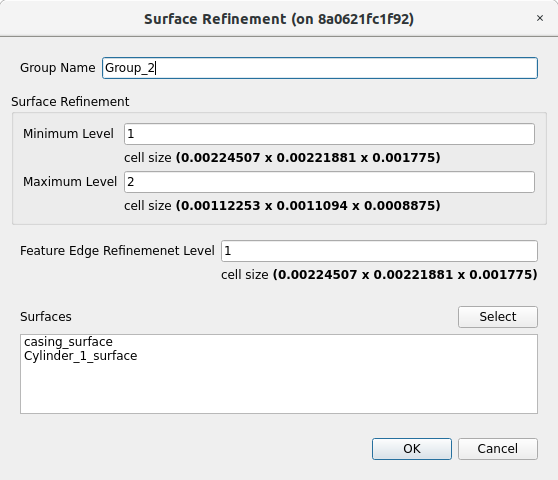 Surface Refinement (on 8a0621fc1f92)
×
Group Name Group_2
Surface Refinement
Minimum Level 1
cell size (0.00224507 x 0.00221881 x 0.001775)
Maximum Level 2
cell size (0.00112253 x 0.0011094 x 0.0008875)
Feature Edge Refinemenet Level 1
cell size (0.00224507 x 0.00221881 x 0.001775)
Surfaces Select
casing_surface
Cylinder_1_surface
OK Cancel